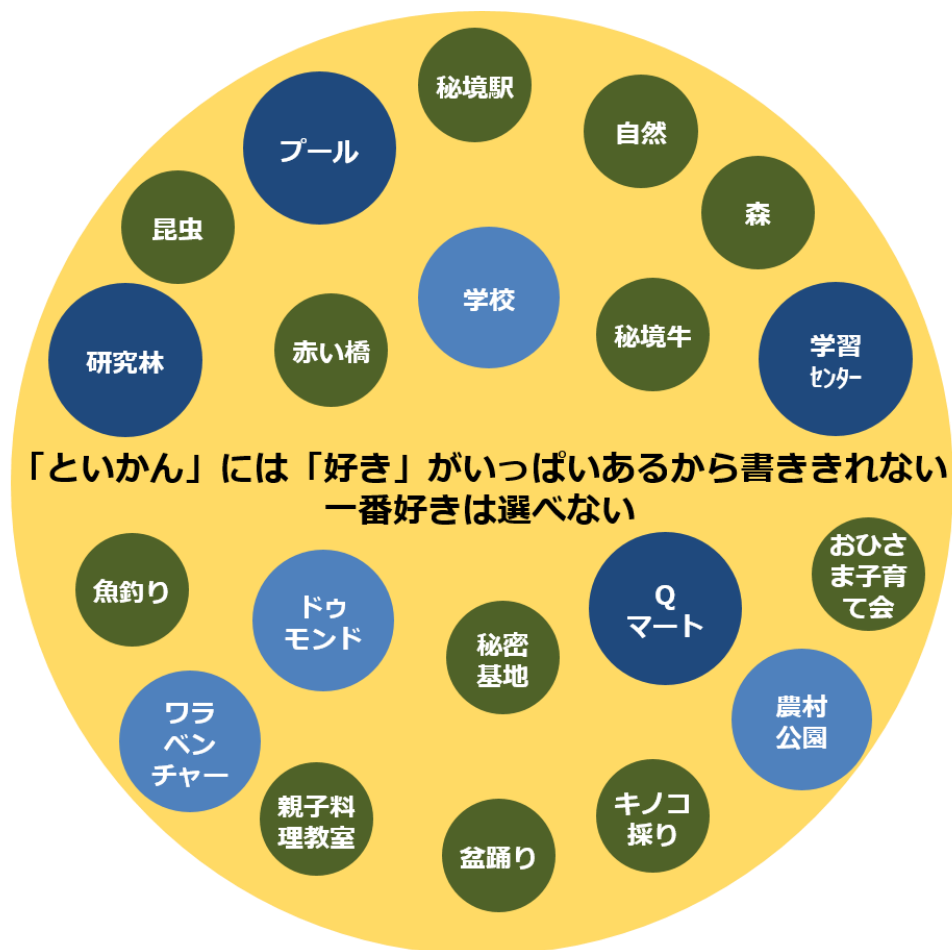 秘境駅
自然
プール
森
昆虫
学校
秘境牛
赤い橋
研究林
学習
ｾﾝﾀｰ
「といかん」には「好き」がいっぱいあるから書ききれない
一番好きは選べない
おひさ
ま子育
て会
魚釣り
ドゥ
モンド
Q
マート
秘密
基地
農村
公園
ワラ
ベン
チャー
親子料
理教室
キノコ
採り
盆踊り